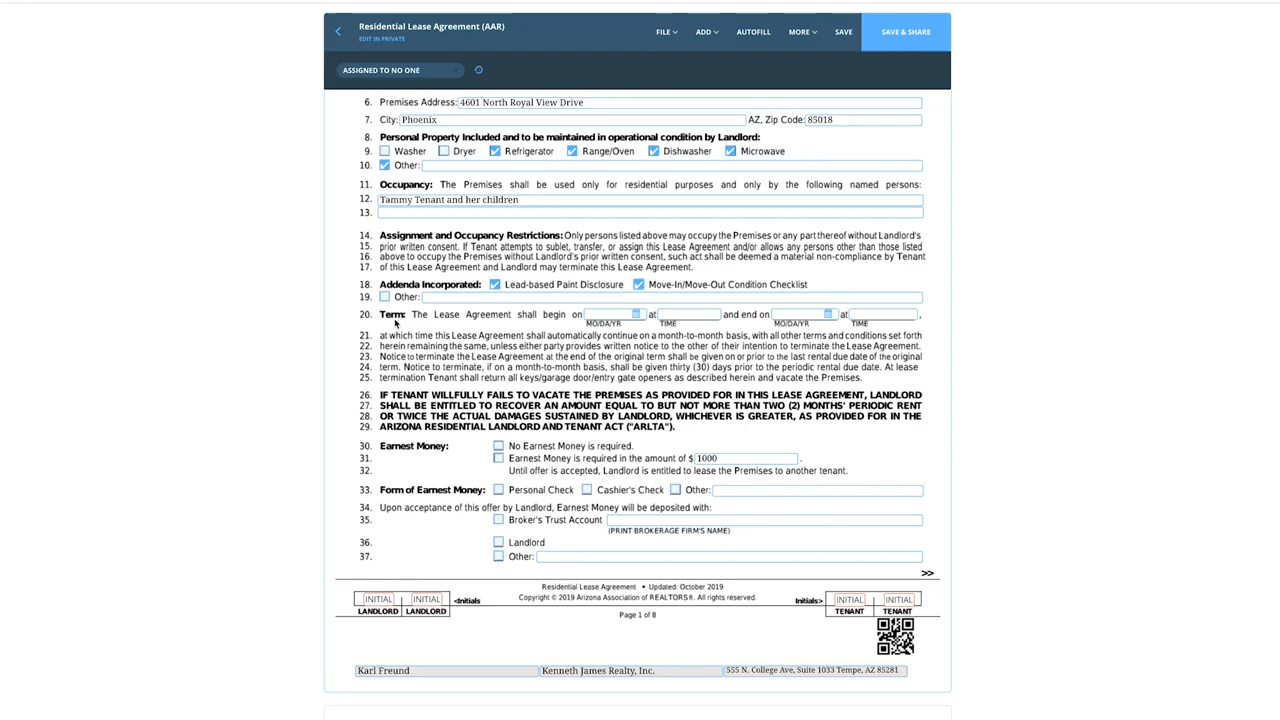 Residential Lease Agreement (AAR)
EDIT IN PRIVATE
FILE ADD AUTOFILL MORE SAVE SAVE & SHARE
ASSIGNED TO NO ONE
6. Premises Address: 4601 North Royal View Drive
7. City: Phoenix AZ, Zip Code: 85018
8. Personal Property Included and to be maintained in operational condition by Landlord:
9. Washer Dryer Refrigerator Range/Oven Dishwasher Microwave
10. Other:
11. Occupancy: The Premises shall be used only for residential purposes and only by the following named persons:
12. Tammy Tenant and her children
13.
14. Assignment and Occupancy Restrictions: Only persons listed above may occupy the Premises or any part thereof without Landlord's
15. prior written consent. If Tenant attempts to sublet, transfer, or assign this Lease Agreement and/or allows any persons other than those listed
16. above to occupy the Premises without Landlord's prior written consent, such act shall be deemed a material non-compliance by Tenant
17. of this Lease Agreement and Landlord may terminate this Lease Agreement.
18. Addenda Incorporated: Lead-based Paint Disclosure Move-In/Move-Out Condition Checklist
19. Other:
20. Term: The Lease Agreement shall begin on at and end on at ,
MO/DA/YR TIME MO/DA/YR TIME
21. at which time this Lease Agreement shall automatically continue on a month-to-month basis, with all other terms and conditions set forth
22. herein remaining the same, unless either party provides written notice to the other of their intention to terminate the Lease Agreement.
23. Notice to terminate the Lease Agreement at the end of the original term shall be given on or prior to the last rental due date of the original
24. term. Notice to terminate, if on a month-to-month basis, shall be given thirty (30) days prior to the periodic rental due date. At lease
25. termination Tenant shall return all keys/garage door/entry gate openers as described herein and vacate the Premises.
26. IF TENANT WILLFULLY FAILS TO VACATE THE PREMISES AS PROVIDED FOR IN THIS LEASE AGREEMENT, LANDLORD
27. SHALL BE ENTITLED TO RECOVER AN AMOUNT EQUAL TO BUT NOT MORE THAN TWO (2) MONTHS' PERIODIC RENT
28. OR TWICE THE ACTUAL DAMAGES SUSTAINED BY LANDLORD, WHICHEVER IS GREATER, AS PROVIDED FOR IN THE
29. ARIZONA RESIDENTIAL LANDLORD AND TENANT ACT ("ARLTA").
30. Earnest Money: No Earnest Money is required.
31. Earnest Money is required in the amount of $ 1000 .
32. Until offer is accepted, Landlord is entitled to lease the Premises to another tenant.
33. Form of Earnest Money: Personal Check Cashier's Check Other:
34. Upon acceptance of this offer by Landlord, Earnest Money will be deposited with:
35. Broker's Trust Account
(PRINT BROKERAGE FIRM'S NAME)
36. Landlord
37. Other:
>>
Residential Lease Agreement • Updated: October 2019
INITIAL INITIAL <Initials Copyright © 2019 Arizona Association of REALTORS®. All rights reserved. Initials> INITIAL INITIAL
LANDLORD LANDLORD Page 1 of 8 TENANT TENANT
Karl Freund Kenneth James Realty, Inc. 555 N. College Ave, Suite 1033 Tempe, AZ 85281